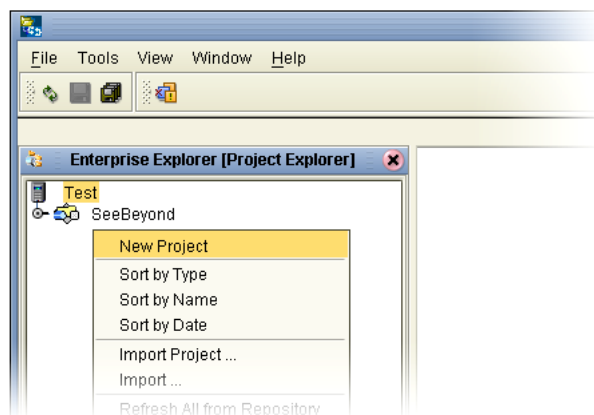 File Tools View Window Help
Enterprise Explorer [Project Explorer]
Test
SeeBeyond
New Project
Sort by Type
Sort by Name
Sort by Date
Import Project ...
Import ...
Refresh All from Repository